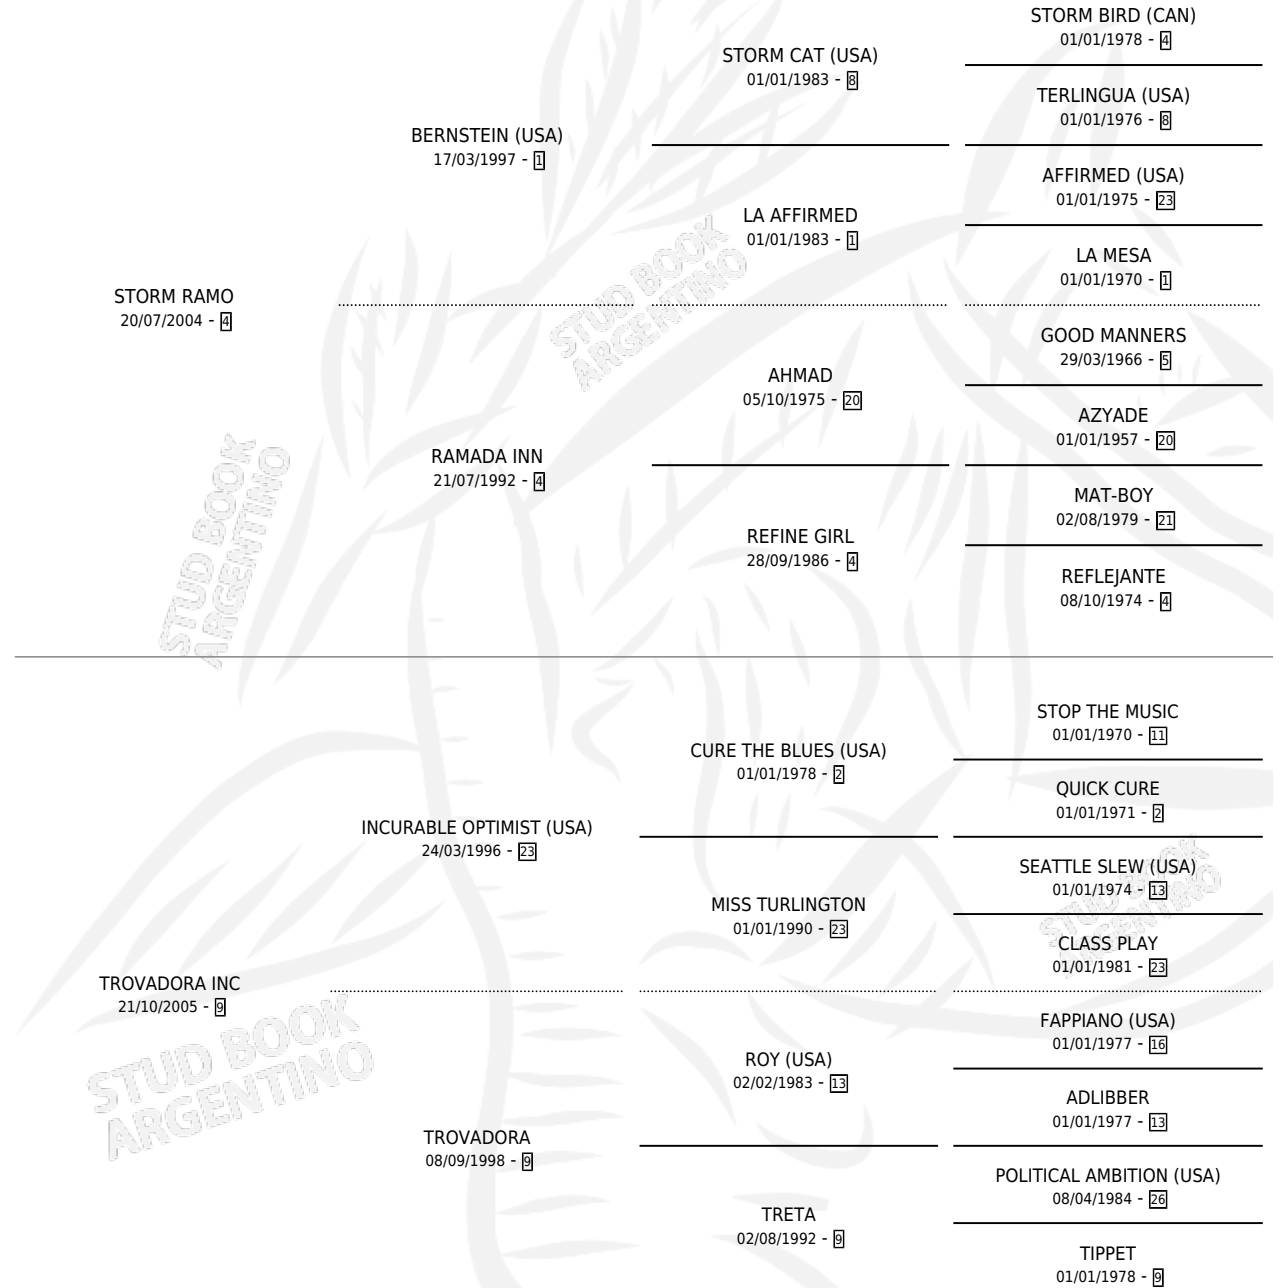 STORM BIRD (CAN)
01/01/1978 - 4
STORM CAT (USA)
01/01/1983 - 8
TERLINGUA (USA)
01/01/1976 - 8
BERNSTEIN (USA)
17/03/1997 - 1
AFFIRMED (USA)
01/01/1975 - 23
LA AFFIRMED
01/01/1983 - 1
LA MESA
01/01/1970 - 1
STORM RAMO
20/07/2004 - 4
GOOD MANNERS
29/03/1966 - 5
AHMAD
05/10/1975 - 20
AZYADE
01/01/1957 - 20
RAMADA INN
21/07/1992 - 4
MAT-BOY
02/08/1979 - 21
REFINE GIRL
28/09/1986 - 4
REFLEJANTE
08/10/1974 - 4
STOP THE MUSIC
01/01/1970 - 11
CURE THE BLUES (USA)
01/01/1978 - 2
QUICK CURE
01/01/1971 - 2
INCURABLE OPTIMIST (USA)
24/03/1996 - 23
SEATTLE SLEW (USA)
01/01/1974 - 13
MISS TURLINGTON
01/01/1990 - 23
CLASS PLAY
01/01/1981 - 23
TROVADORA INC
21/10/2005 - 9
FAPPIANO (USA)
01/01/1977 - 16
ROY (USA)
02/02/1983 - 13
ADLIBBER
01/01/1977 - 13
TROVADORA
08/09/1998 - 9
POLITICAL AMBITION (USA)
08/04/1984 - 26
TRETA
02/08/1992 - 9
TIPPET
01/01/1978 - 9
STUD BOOK
ARGENTINO
STUD BOOK
ARGENTINO
STUD BOOK
ARGENTINO
STUD BOOK
ARGENTINO